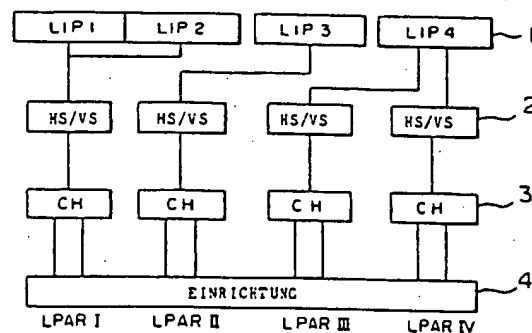 LIP 1 LIP 2 LIP 3 LIP 4 1
HS/VS HS/VS HS/VS HS/VS 2
CH CH CH CH 3
EINRICHTUNG 4
LPAR I LPAR II LPAR III LPAR IV